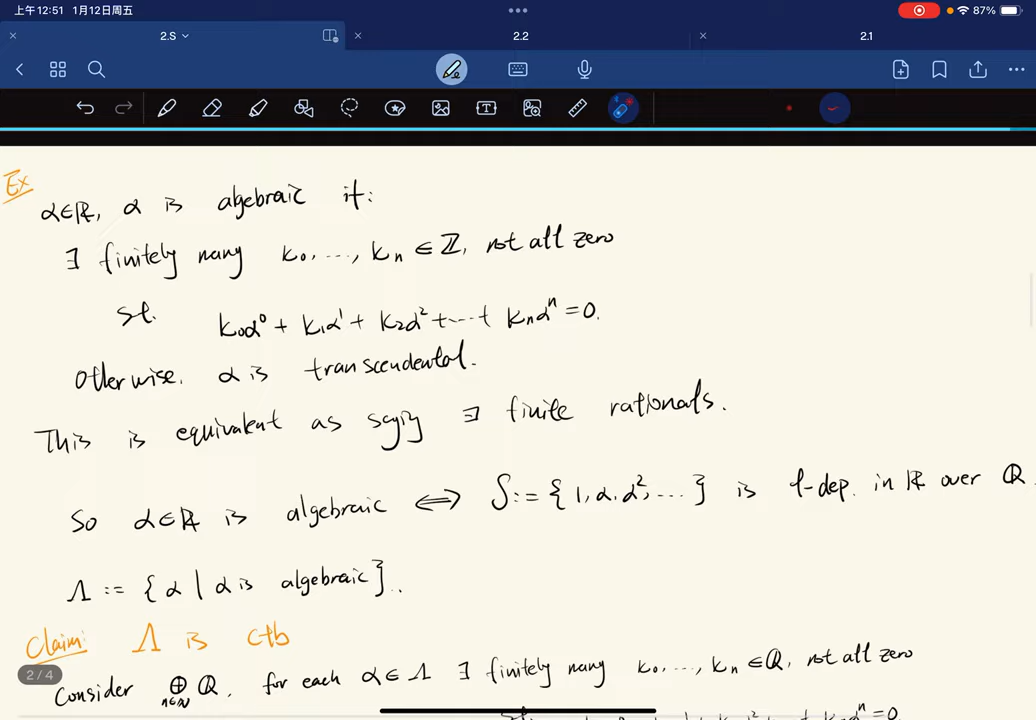 上午12:51 1月12日周五
87%
2.S
2.2
2.1
Ex
α∈ℝ, α is algebraic if:
∃ finitely many k₀, ..., kₙ ∈ ℤ, not all zero
st. k₀α⁰ + k₁α¹ + k₂α² + ... + kₙαⁿ = 0.
Otherwise, α is transcendental.
This is equivalent as saying ∃ finite rationals.
So α∈ℝ is algebraic ⟺ S := {1, α, α², ...} is l-dep. in ℝ over ℚ
Λ := {α | α is algebraic}.
Claim: Λ is ctb
2/4
Consider ⊕ₙ∈ℕ ℚ, for each α∈Λ ∃ finitely many k₀, ..., kₙ ∈ℚ, not all zero